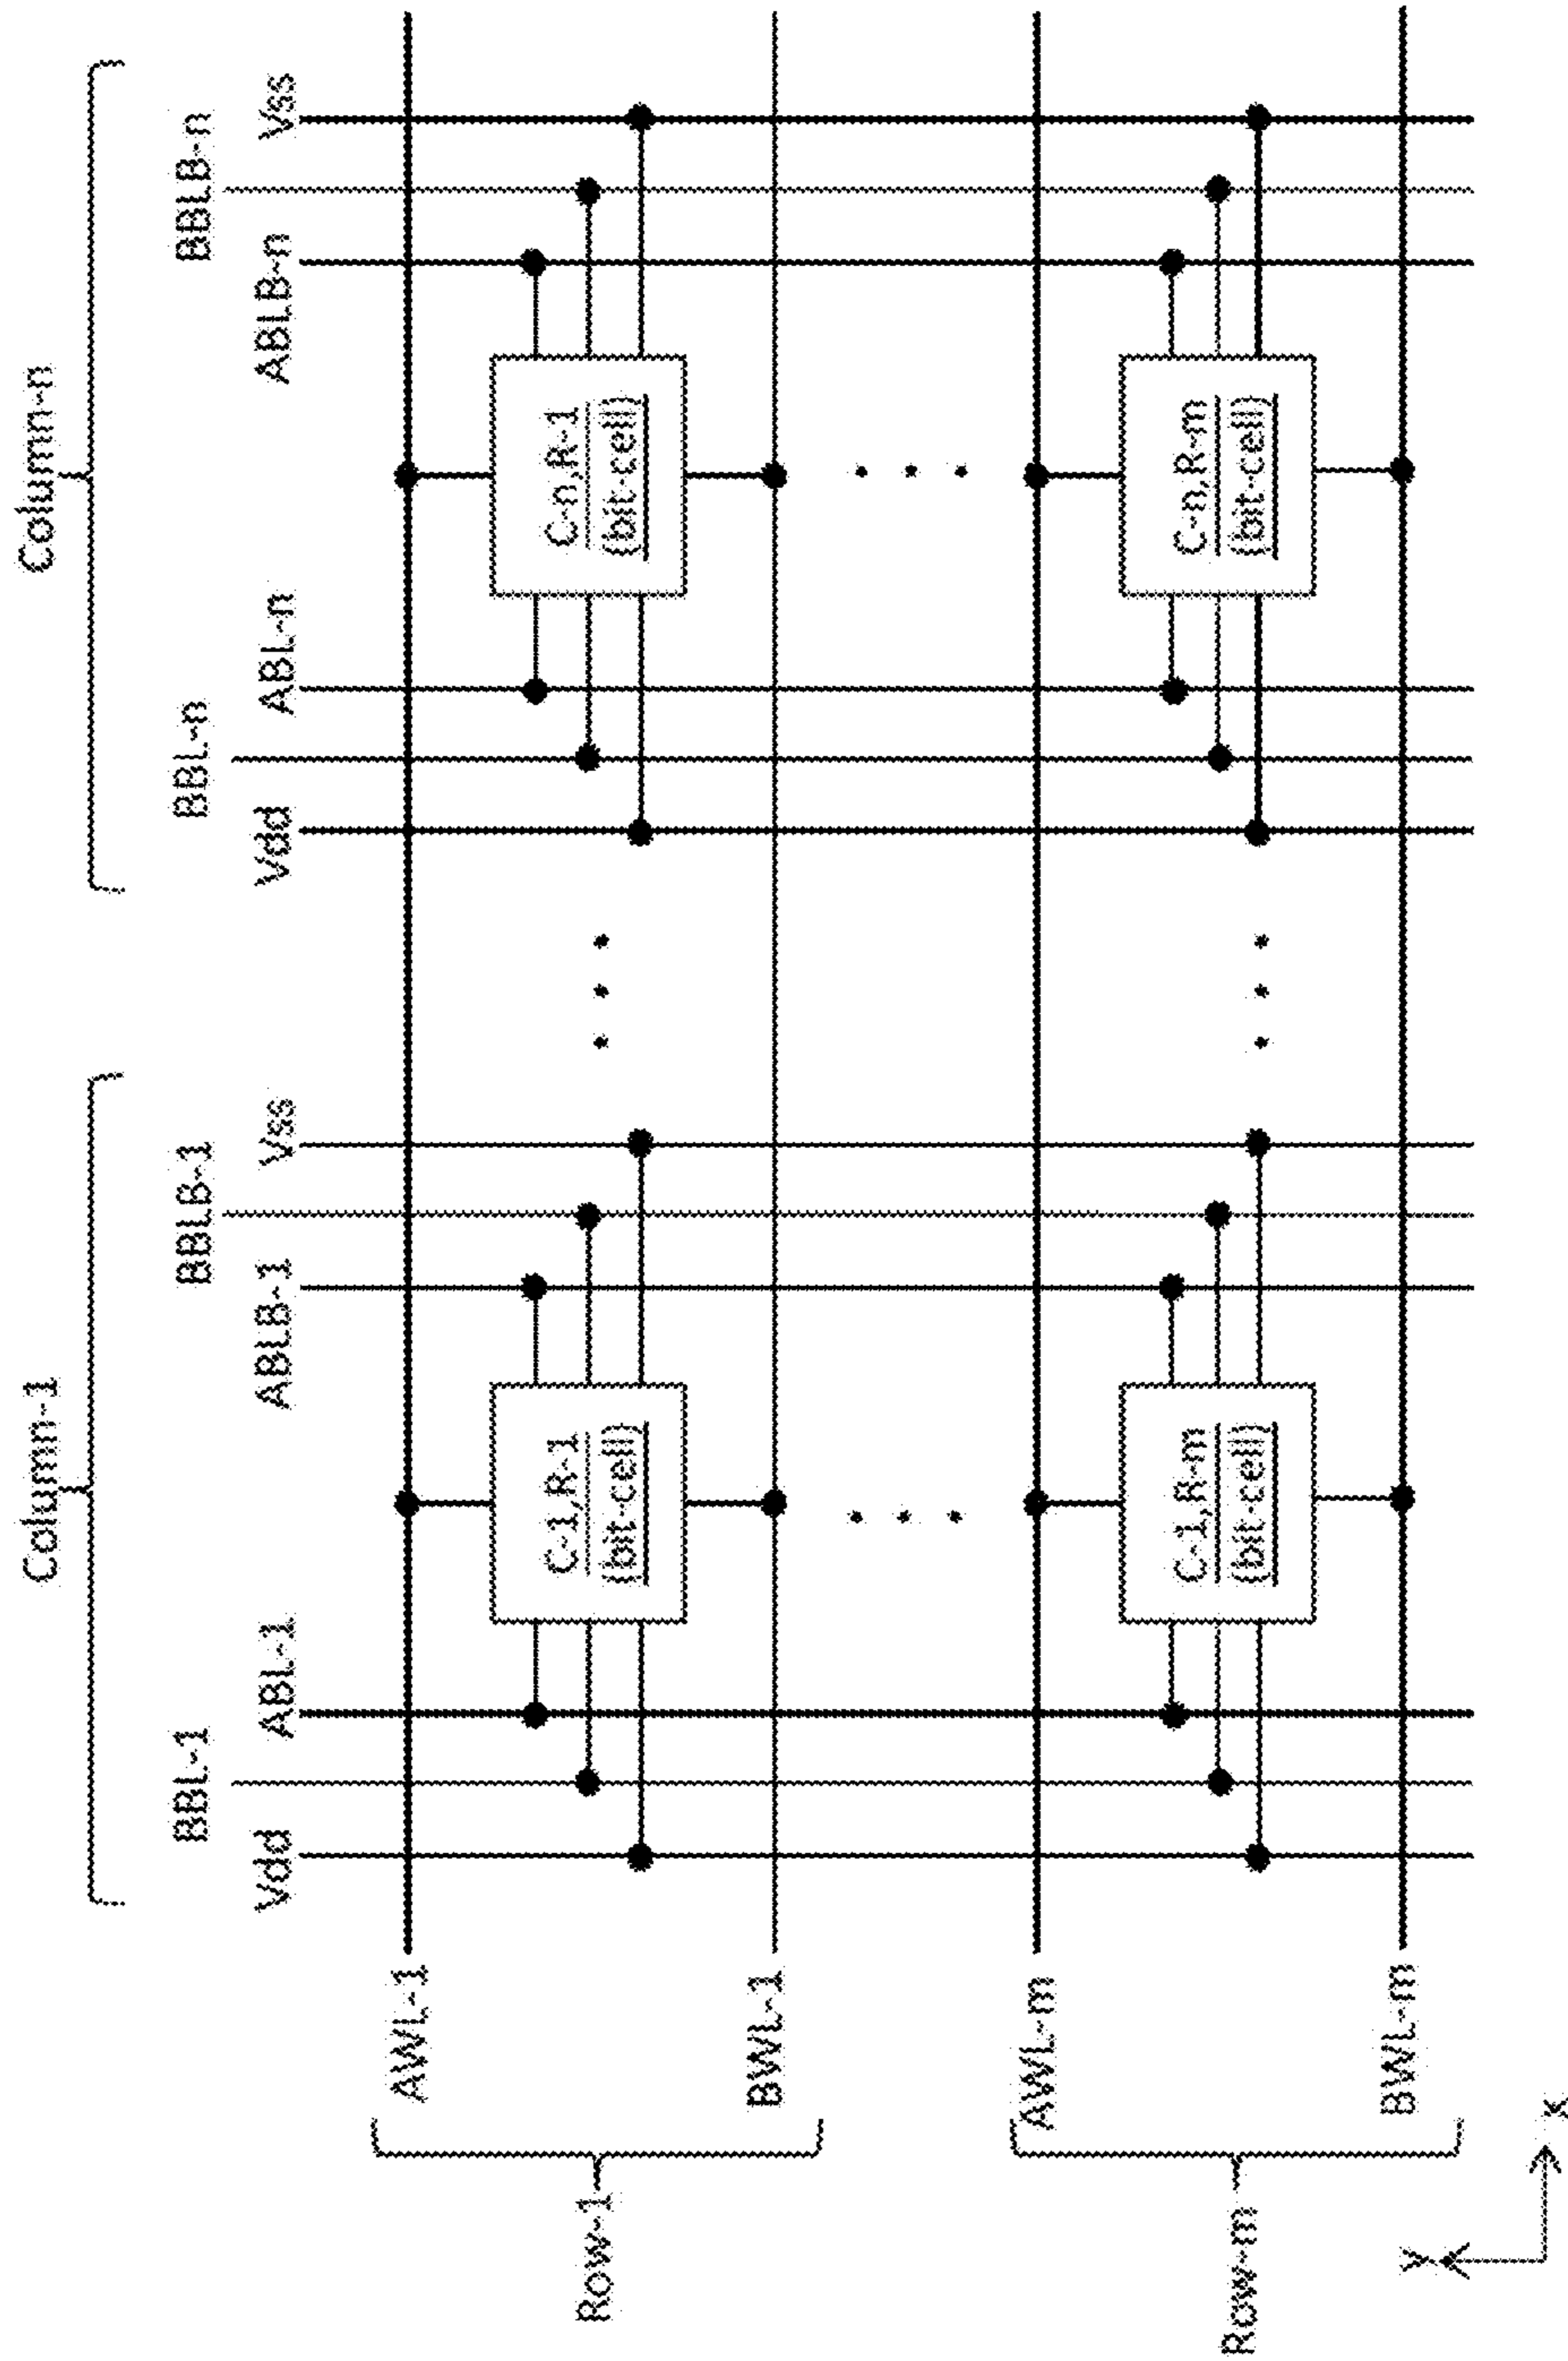 Column-1
Column-n
BBL-1
BBLB-1
BBL-n
BBLB-n
Vdd
ABL-1
ABLB-1
Vss
Vdd
ABL-n
ABLB-n
Vss
AWL-1
Row-1
C-1,R-1
(bit-cell)
C-n,R-1
(bit-cell)
BWL-1
AWL-m
Row-m
C-1,R-m
(bit-cell)
C-n,R-m
(bit-cell)
BWL-m
y
x